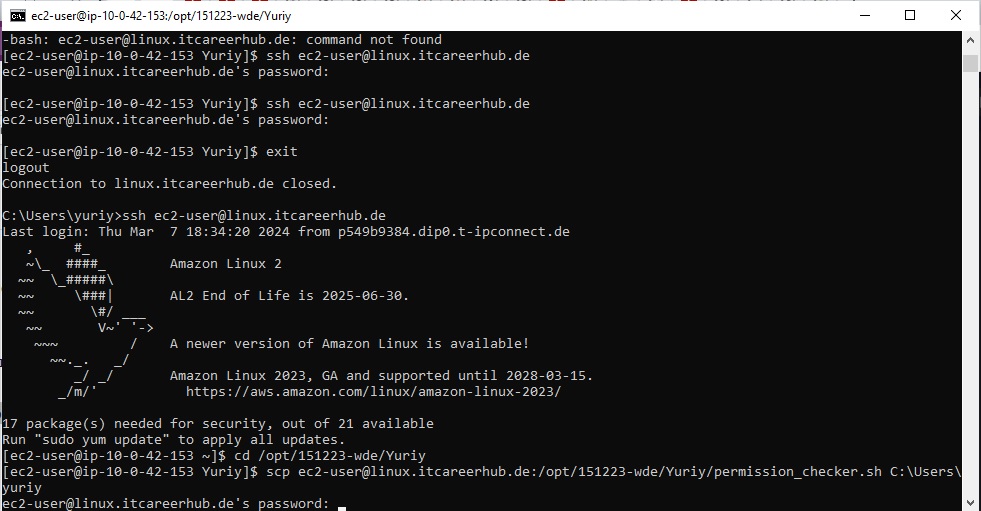 ec2-user@ip-10-0-42-153:/opt/151223-wde/Yuriy
-bash: ec2-user@linux.itcareerhub.de: command not found
[ec2-user@ip-10-0-42-153 Yuriy]$ ssh ec2-user@linux.itcareerhub.de
ec2-user@linux.itcareerhub.de's password:

[ec2-user@ip-10-0-42-153 Yuriy]$ ssh ec2-user@linux.itcareerhub.de
ec2-user@linux.itcareerhub.de's password:

[ec2-user@ip-10-0-42-153 Yuriy]$ exit
logout
Connection to linux.itcareerhub.de closed.

C:\Users\yuriy>ssh ec2-user@linux.itcareerhub.de
Last login: Thu Mar  7 18:34:20 2024 from p549b9384.dip0.t-ipconnect.de
   ,     #_
   ~\_  ####_        Amazon Linux 2
  ~~  \_#####\
  ~~     \###|       AL2 End of Life is 2025-06-30.
  ~~       \#/ ___
   ~~       V~' '->
    ~~~         /    A newer version of Amazon Linux is available!
      ~~._.   _/
         _/ _/       Amazon Linux 2023, GA and supported until 2028-03-15.
       _/m/'           https://aws.amazon.com/linux/amazon-linux-2023/

17 package(s) needed for security, out of 21 available
Run "sudo yum update" to apply all updates.
[ec2-user@ip-10-0-42-153 ~]$ cd /opt/151223-wde/Yuriy
[ec2-user@ip-10-0-42-153 Yuriy]$ scp ec2-user@linux.itcareerhub.de:/opt/151223-wde/Yuriy/permission_checker.sh C:\Users\
yuriy
ec2-user@linux.itcareerhub.de's password: